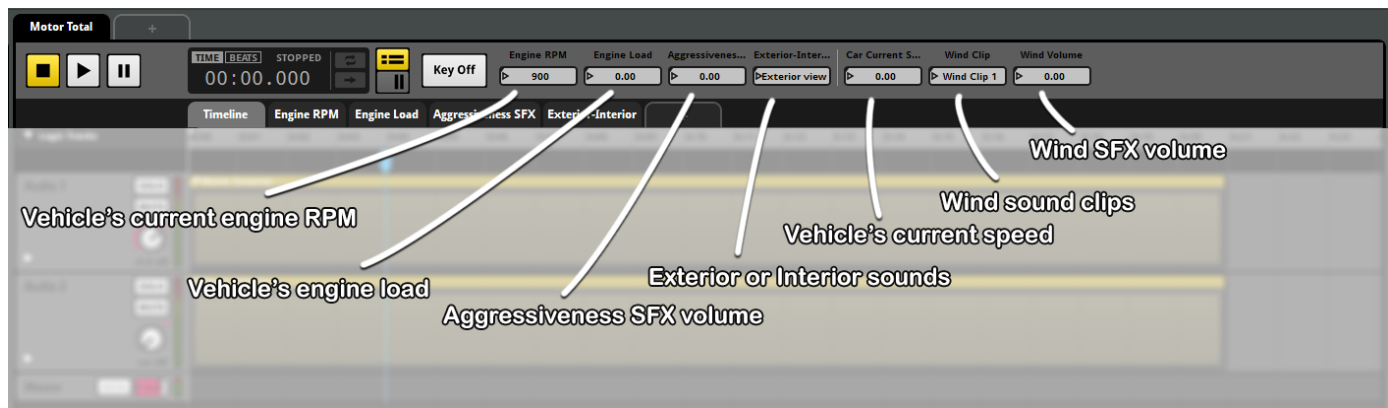 Motor Total
+
TIME BEATS STOPPED
00:00.000
Key Off
Engine RPM
900
Engine Load
0.00
Aggressivenes...
0.00
Exterior-Inter...
Exterior view
Car Current S...
0.00
Wind Clip
Wind Clip 1
Wind Volume
0.00
Timeline Engine RPM Engine Load Aggressiveness SFX Exterior-Interior
Wind SFX volume
Wind sound clips
Vehicle's current engine RPM
Vehicle's current speed
Exterior or Interior sounds
Vehicle's engine load
Aggressiveness SFX volume